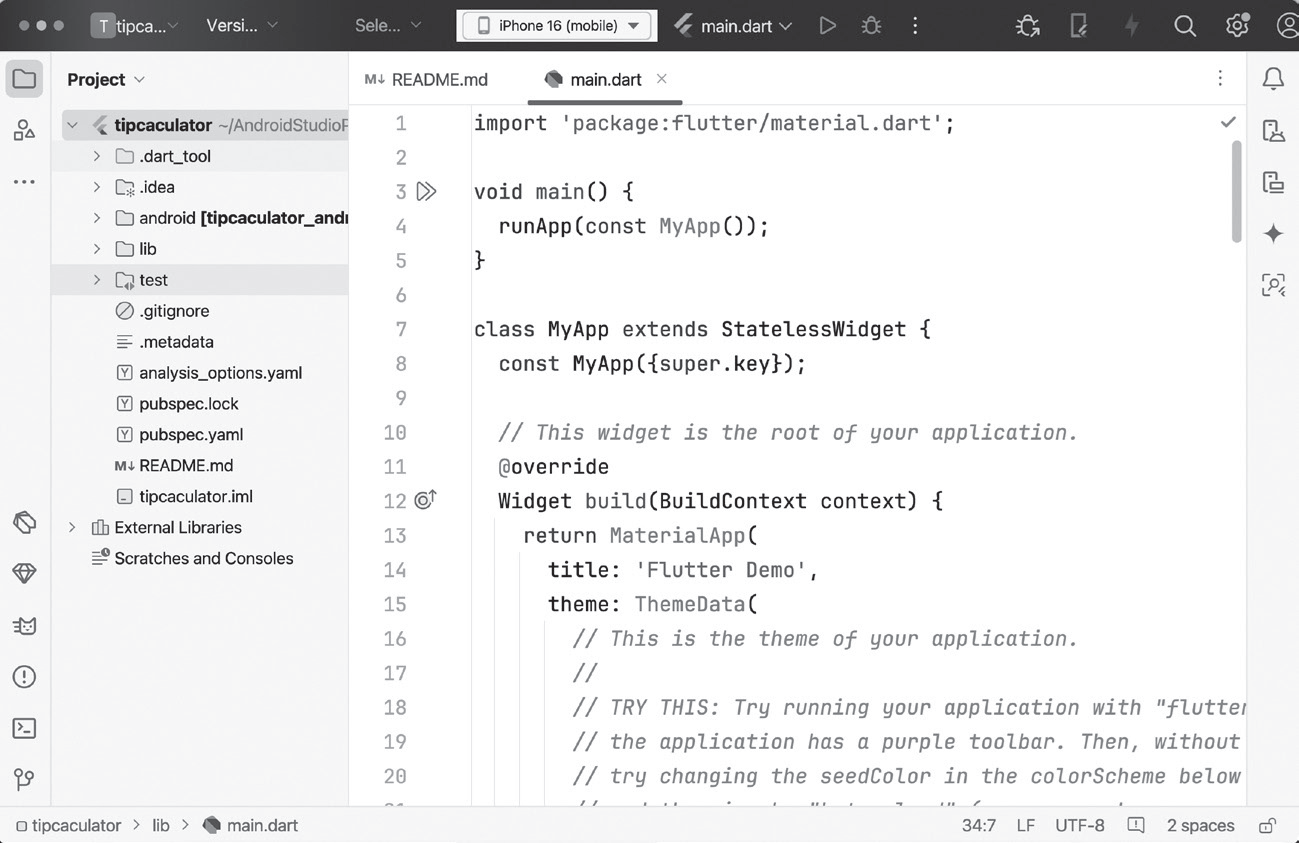 T tipca... Versi... Sele... iPhone 16 (mobile) main.dart
Project
tipcaculator ~/AndroidStudioP
.dart_tool
.idea
android [tipcaculator_andr
lib
test
.gitignore
.metadata
Y analysis_options.yaml
Y pubspec.lock
Y pubspec.yaml
M↓ README.md
tipcaculator.iml
External Libraries
Scratches and Consoles
M↓ README.md main.dart
1 import 'package:flutter/material.dart';
2
3 void main() {
4 runApp(const MyApp());
5 }
6
7 class MyApp extends StatelessWidget {
8 const MyApp({super.key});
9
10 // This widget is the root of your application.
11 @override
12 Widget build(BuildContext context) {
13 return MaterialApp(
14 title: 'Flutter Demo',
15 theme: ThemeData(
16 // This is the theme of your application.
17 //
18 // TRY THIS: Try running your application with "flutter
19 // the application has a purple toolbar. Then, without
20 // try changing the seedColor in the colorScheme below
tipcaculator > lib > main.dart 34:7 LF UTF-8 2 spaces